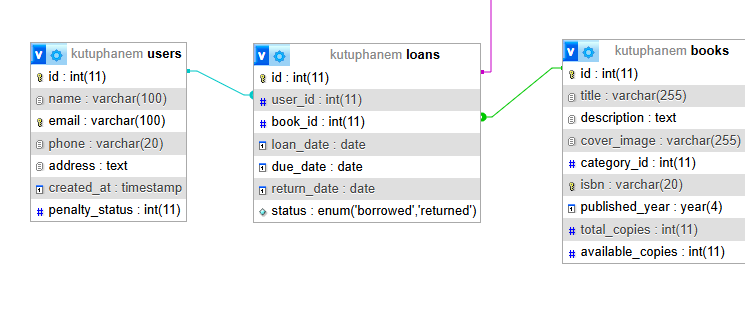 kutuphanem users
id : int(11)
name : varchar(100)
email : varchar(100)
phone : varchar(20)
address : text
created_at : timestamp
penalty_status : int(11)
kutuphanem loans
id : int(11)
user_id : int(11)
book_id : int(11)
loan_date : date
due_date : date
return_date : date
status : enum('borrowed','returned')
kutuphanem books
id : int(11)
title : varchar(255)
description : text
cover_image : varchar(255)
category_id : int(11)
isbn : varchar(20)
published_year : year(4)
total_copies : int(11)
available_copies : int(11)